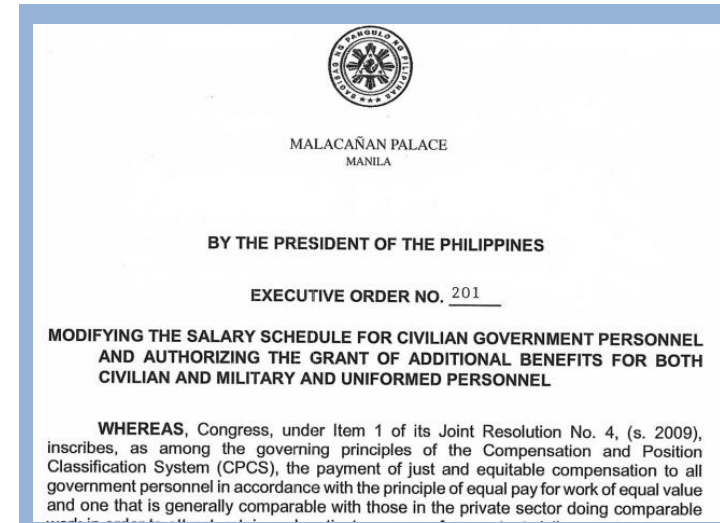 SAGISAG NG PANGULO NG PILIPINAS
MALACAÑAN PALACE
MANILA
BY THE PRESIDENT OF THE PHILIPPINES
EXECUTIVE ORDER NO. 201
MODIFYING THE SALARY SCHEDULE FOR CIVILIAN GOVERNMENT PERSONNEL
AND AUTHORIZING THE GRANT OF ADDITIONAL BENEFITS FOR BOTH
CIVILIAN AND MILITARY AND UNIFORMED PERSONNEL
WHEREAS, Congress, under Item 1 of its Joint Resolution No. 4, (s. 2009),
inscribes, as among the governing principles of the Compensation and Position
Classification System (CPCS), the payment of just and equitable compensation to all
government personnel in accordance with the principle of equal pay for work of equal value
and one that is generally comparable with those in the private sector doing comparable